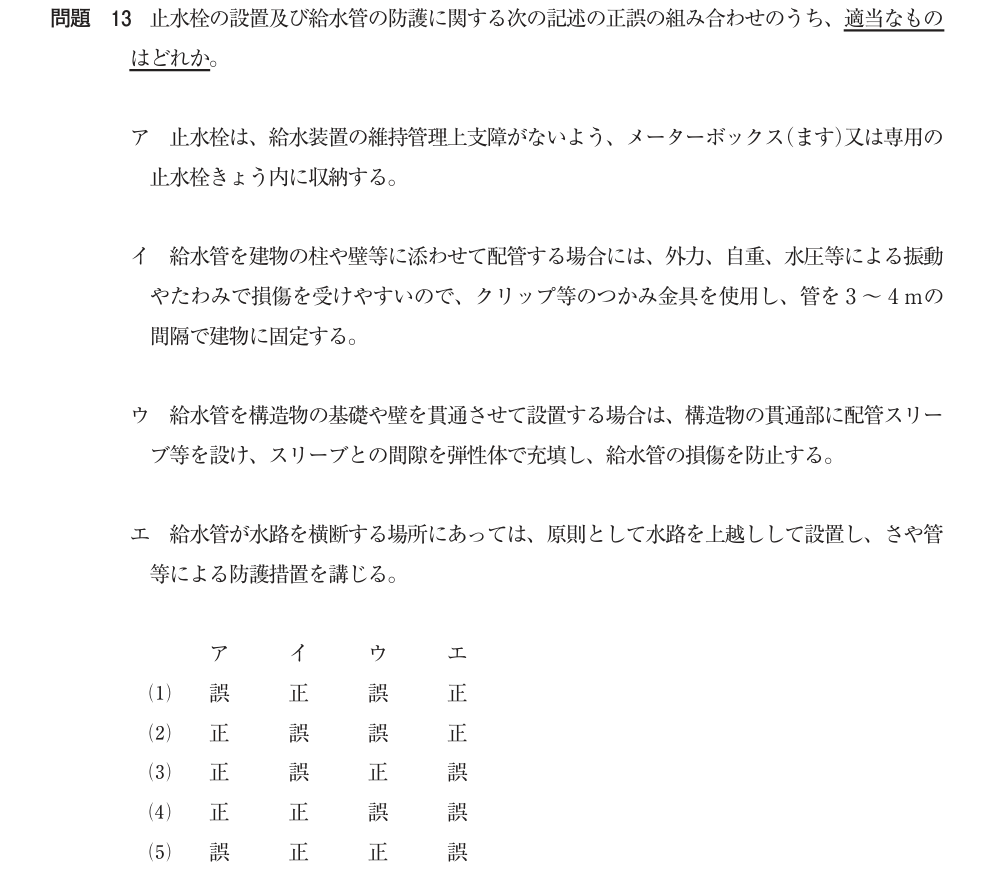 問題　13　止水栓の設置及び給水管の防護に関する次の記述の正誤の組み合わせのうち、適当なもの
はどれか。
ア　止水栓は、給水装置の維持管理上支障がないよう、メーターボックス(ます)又は専用の
止水栓きょう内に収納する。
イ　給水管を建物の柱や壁等に添わせて配管する場合には、外力、自重、水圧等による振動
やたわみで損傷を受けやすいので、クリップ等のつかみ金具を使用し、管を3～4mの
間隔で建物に固定する。
ウ　給水管を構造物の基礎や壁を貫通させて設置する場合は、構造物の貫通部に配管スリー
ブ等を設け、スリーブとの間隙を弾性体で充填し、給水管の損傷を防止する。
エ　給水管が水路を横断する場所にあっては、原則として水路を上越しして設置し、さや管
等による防護措置を講じる。
ア　イ　ウ　エ
(1)　誤　正　誤　正
(2)　正　誤　誤　正
(3)　正　誤　正　誤
(4)　正　正　誤　誤
(5)　誤　正　正　誤